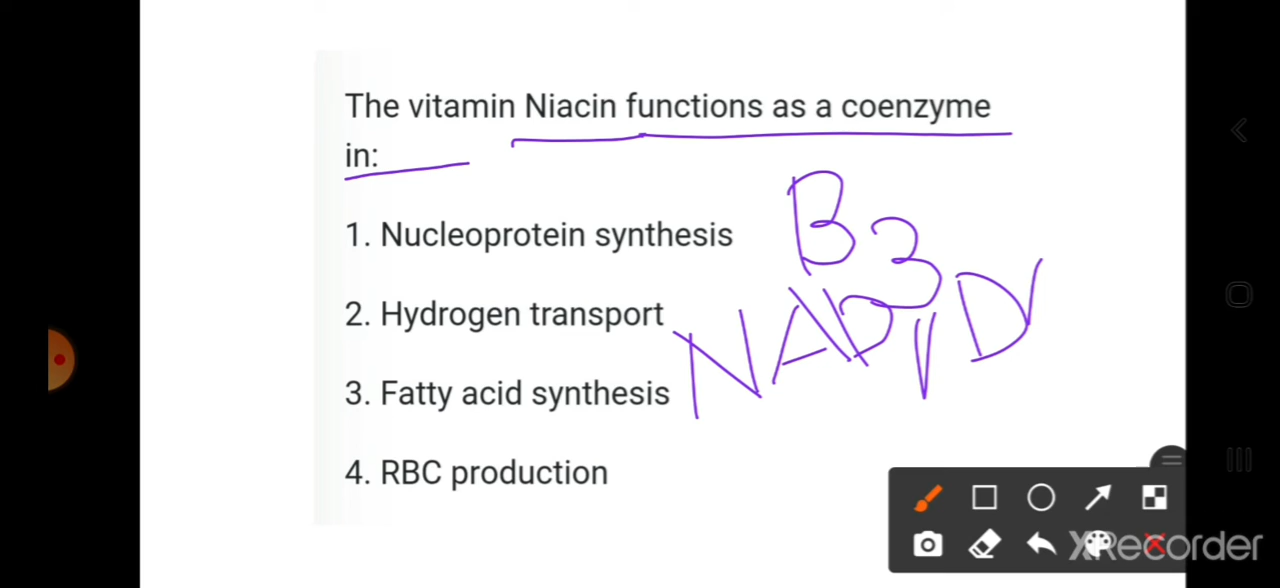 The vitamin Niacin functions as a coenzyme
in:
1. Nucleoprotein synthesis
B3
2. Hydrogen transport
NAD
3. Fatty acid synthesis
4. RBC production
XRecorder